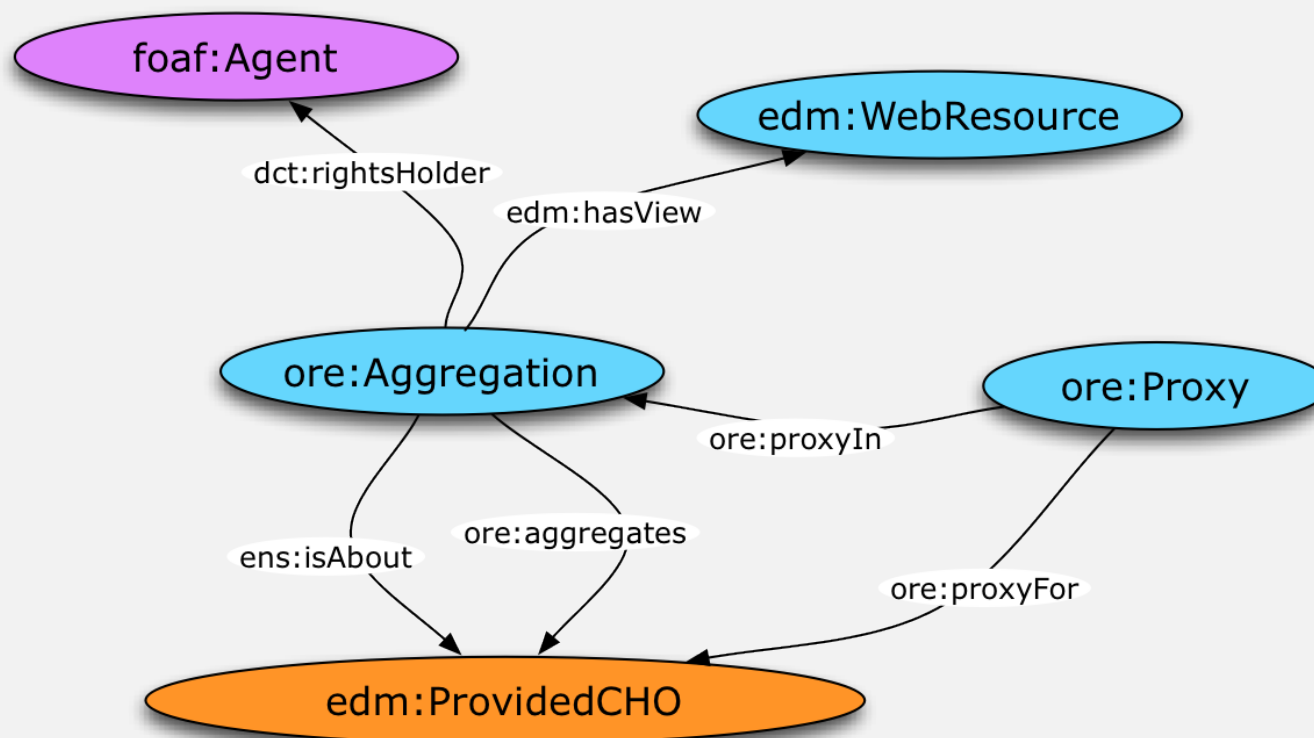 foaf:Agent
edm:WebResource
dct:rightsHolder
edm:hasView
ore:Aggregation
ore:Proxy
ore:proxyIn
ore:aggregates
ens:isAbout
ore:proxyFor
edm:ProvidedCHO